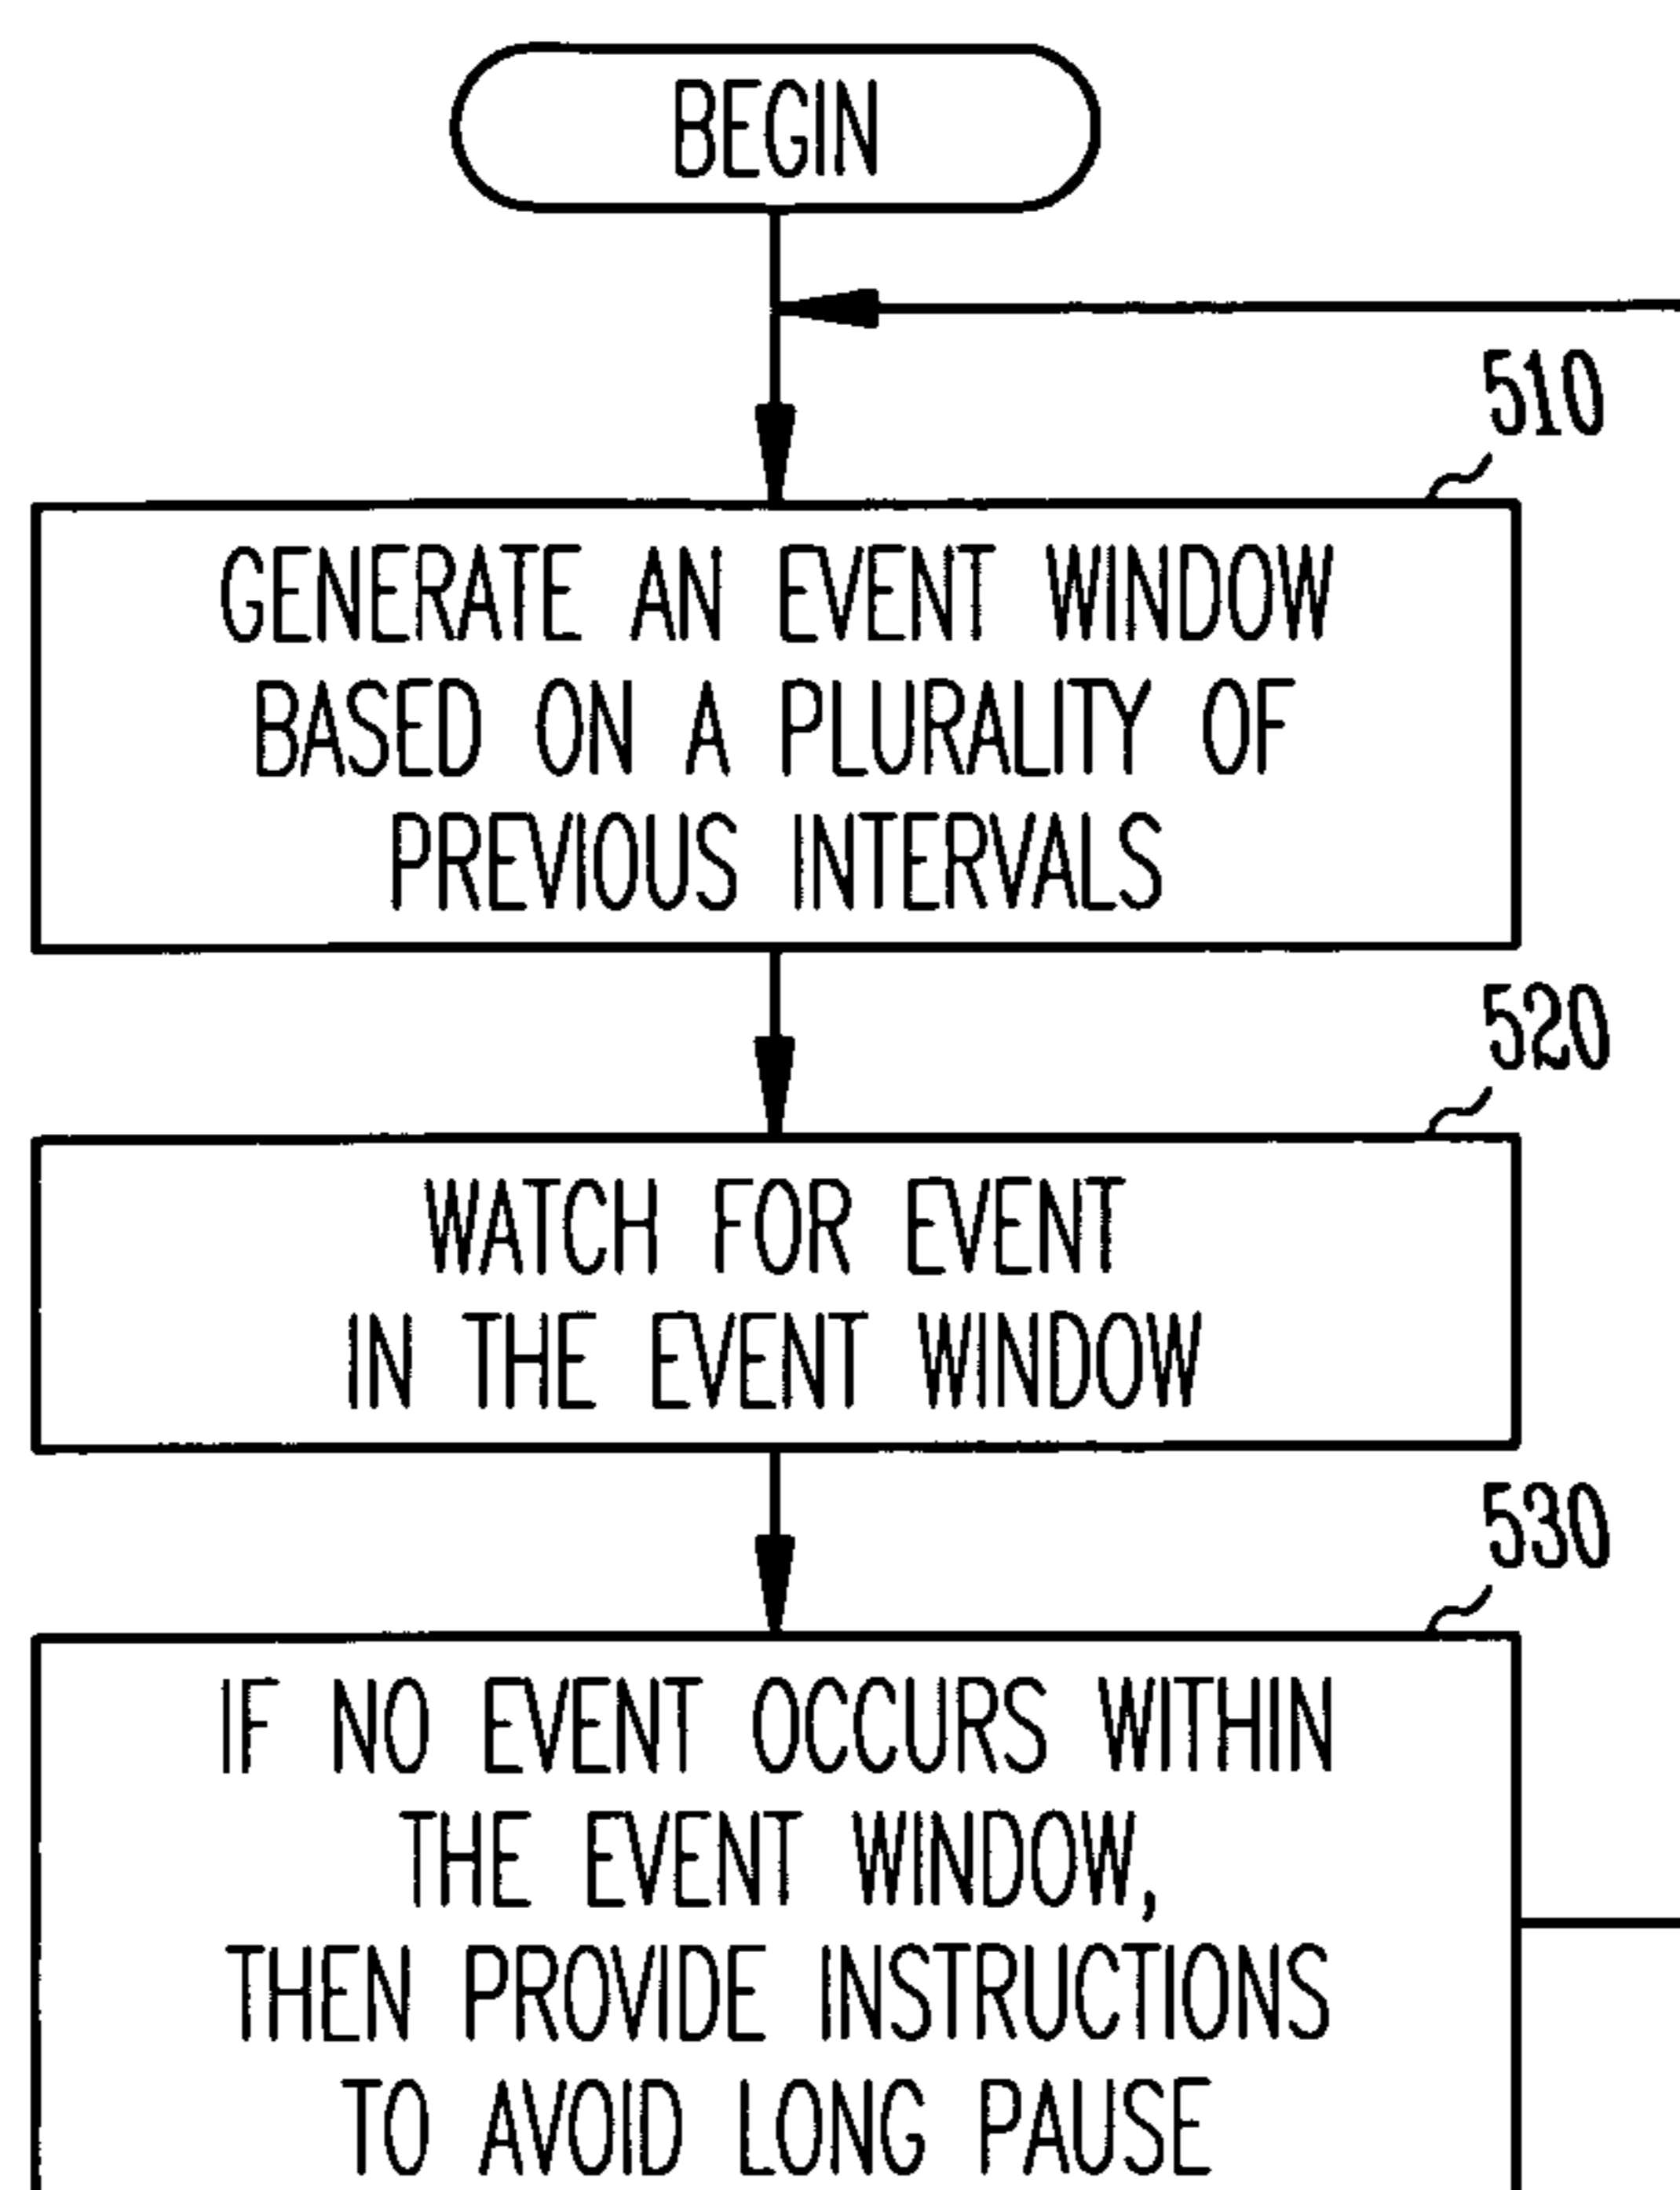 BEGIN
510
GENERATE AN EVENT WINDOW
BASED ON A PLURALITY OF
PREVIOUS INTERVALS
520
WATCH FOR EVENT
IN THE EVENT WINDOW
530
IF NO EVENT OCCURS WITHIN
THE EVENT WINDOW,
THEN PROVIDE INSTRUCTIONS
TO AVOID LONG PAUSE